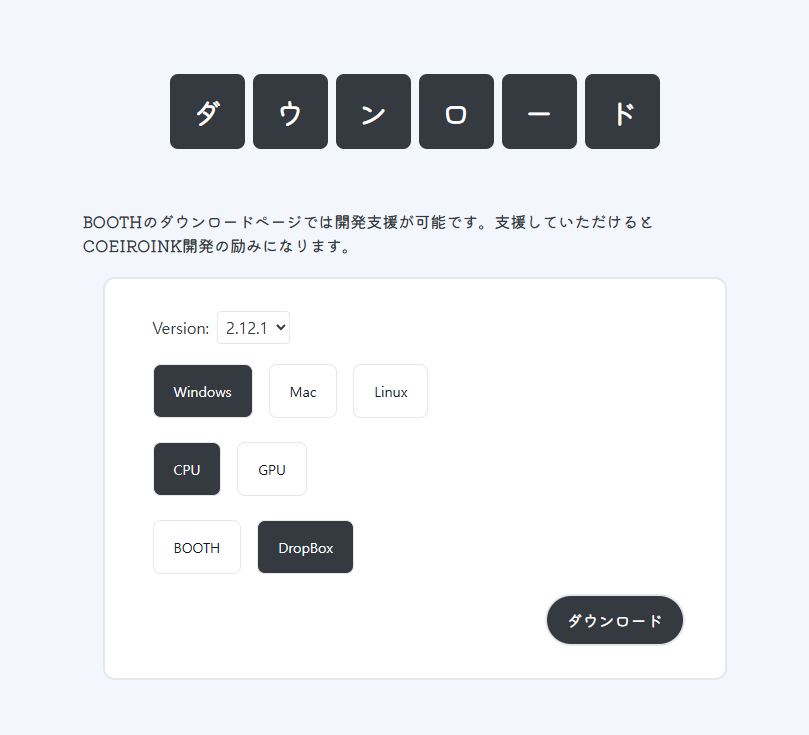 ダウンロード
BOOTHのダウンロードページでは開発支援が可能です。支援していただけると
COEIROINK開発の励みになります。
Version: 2.12.1
Windows Mac Linux
CPU GPU
BOOTH DropBox
ダウンロード